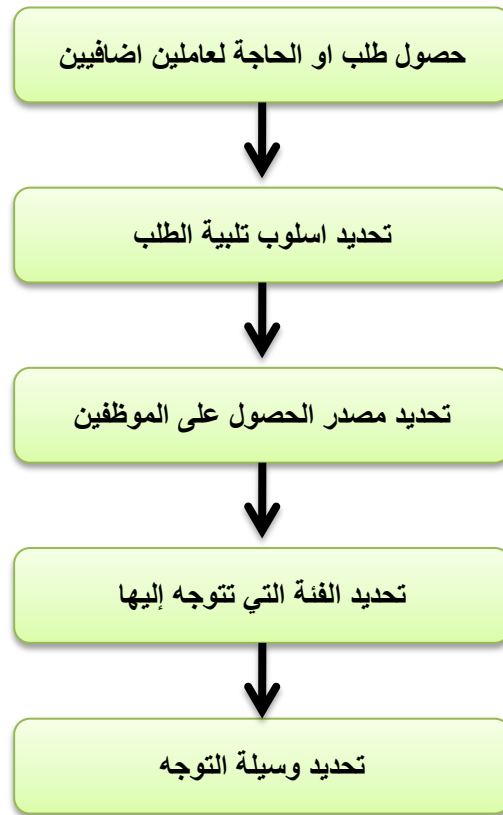 حصول طلب او الحاجة لعاملين اضافيين
تحديد اسلوب تلبية الطلب
تحديد مصدر الحصول على الموظفين
تحديد الفئة التي تتوجه إليها
تحديد وسيلة التوجه